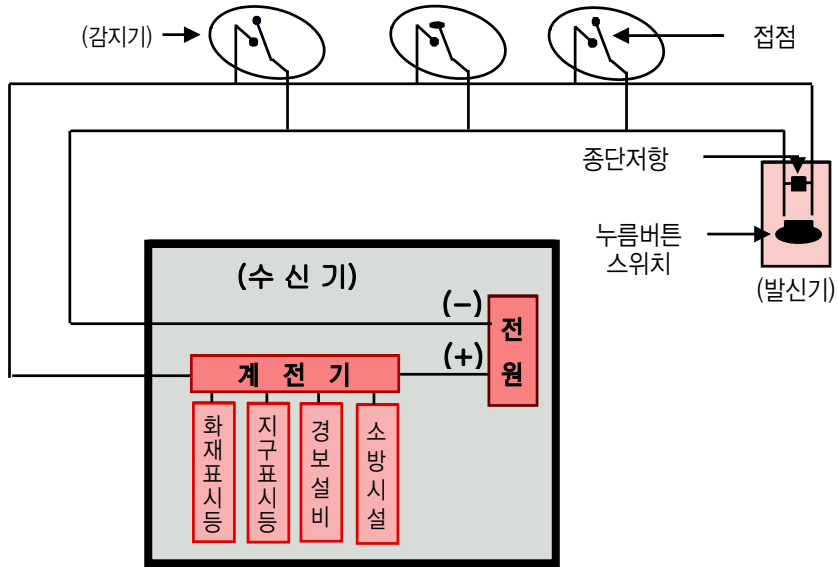 (감지기)
접점
종단저항
누름버튼
스위치
(발신기)
(수 신 기)
(−)
(+)
전
원
계 전 기
화재표시등
지구표시등
경보설비
소방시설